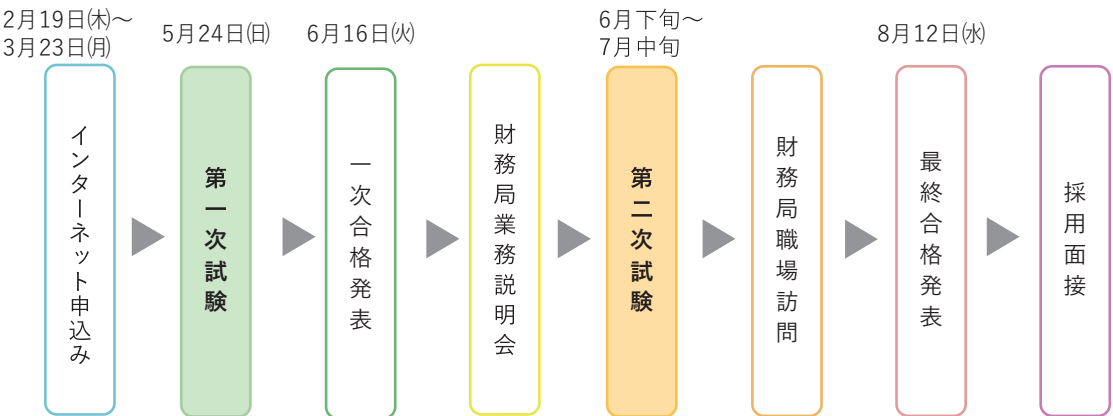 2月19日㈭～
3月23日㈪
5月24日㈰
6月16日㈫
6月下旬～
7月中旬
8月12日㈬
インターネット申込み
第一次試験
一次合格発表
財務局業務説明会
第二次試験
財務局職場訪問
最終合格発表
採用面接